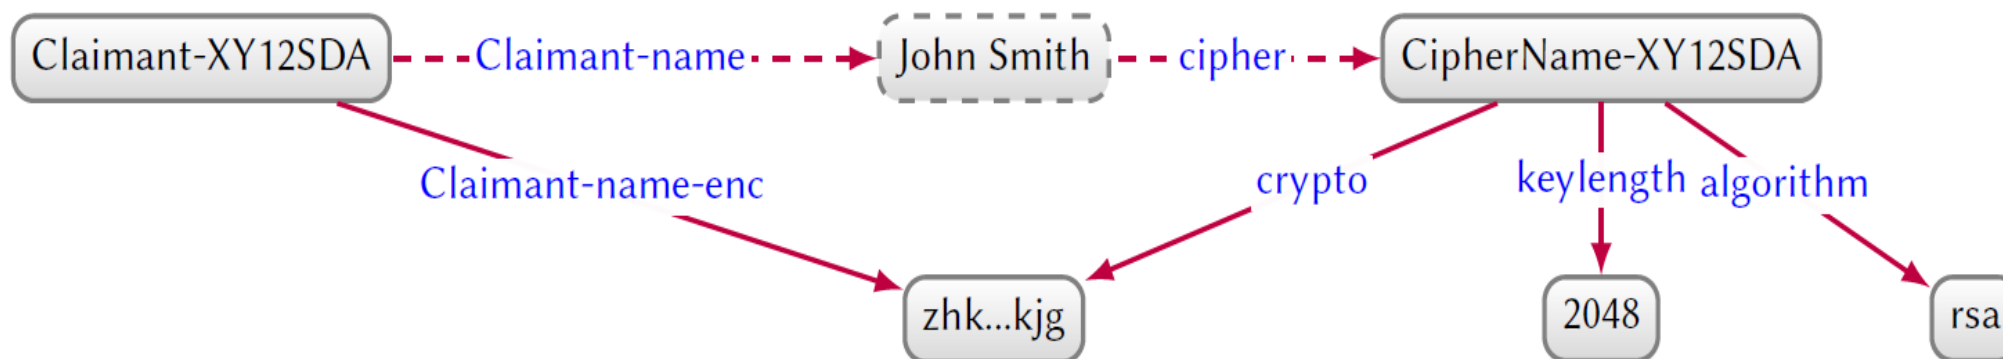 Claimant-XY12SDA Claimant-name John Smith cipher CipherName-XY12SDA
Claimant-name-enc crypto keylength algorithm
zhk...kjg 2048 rsa